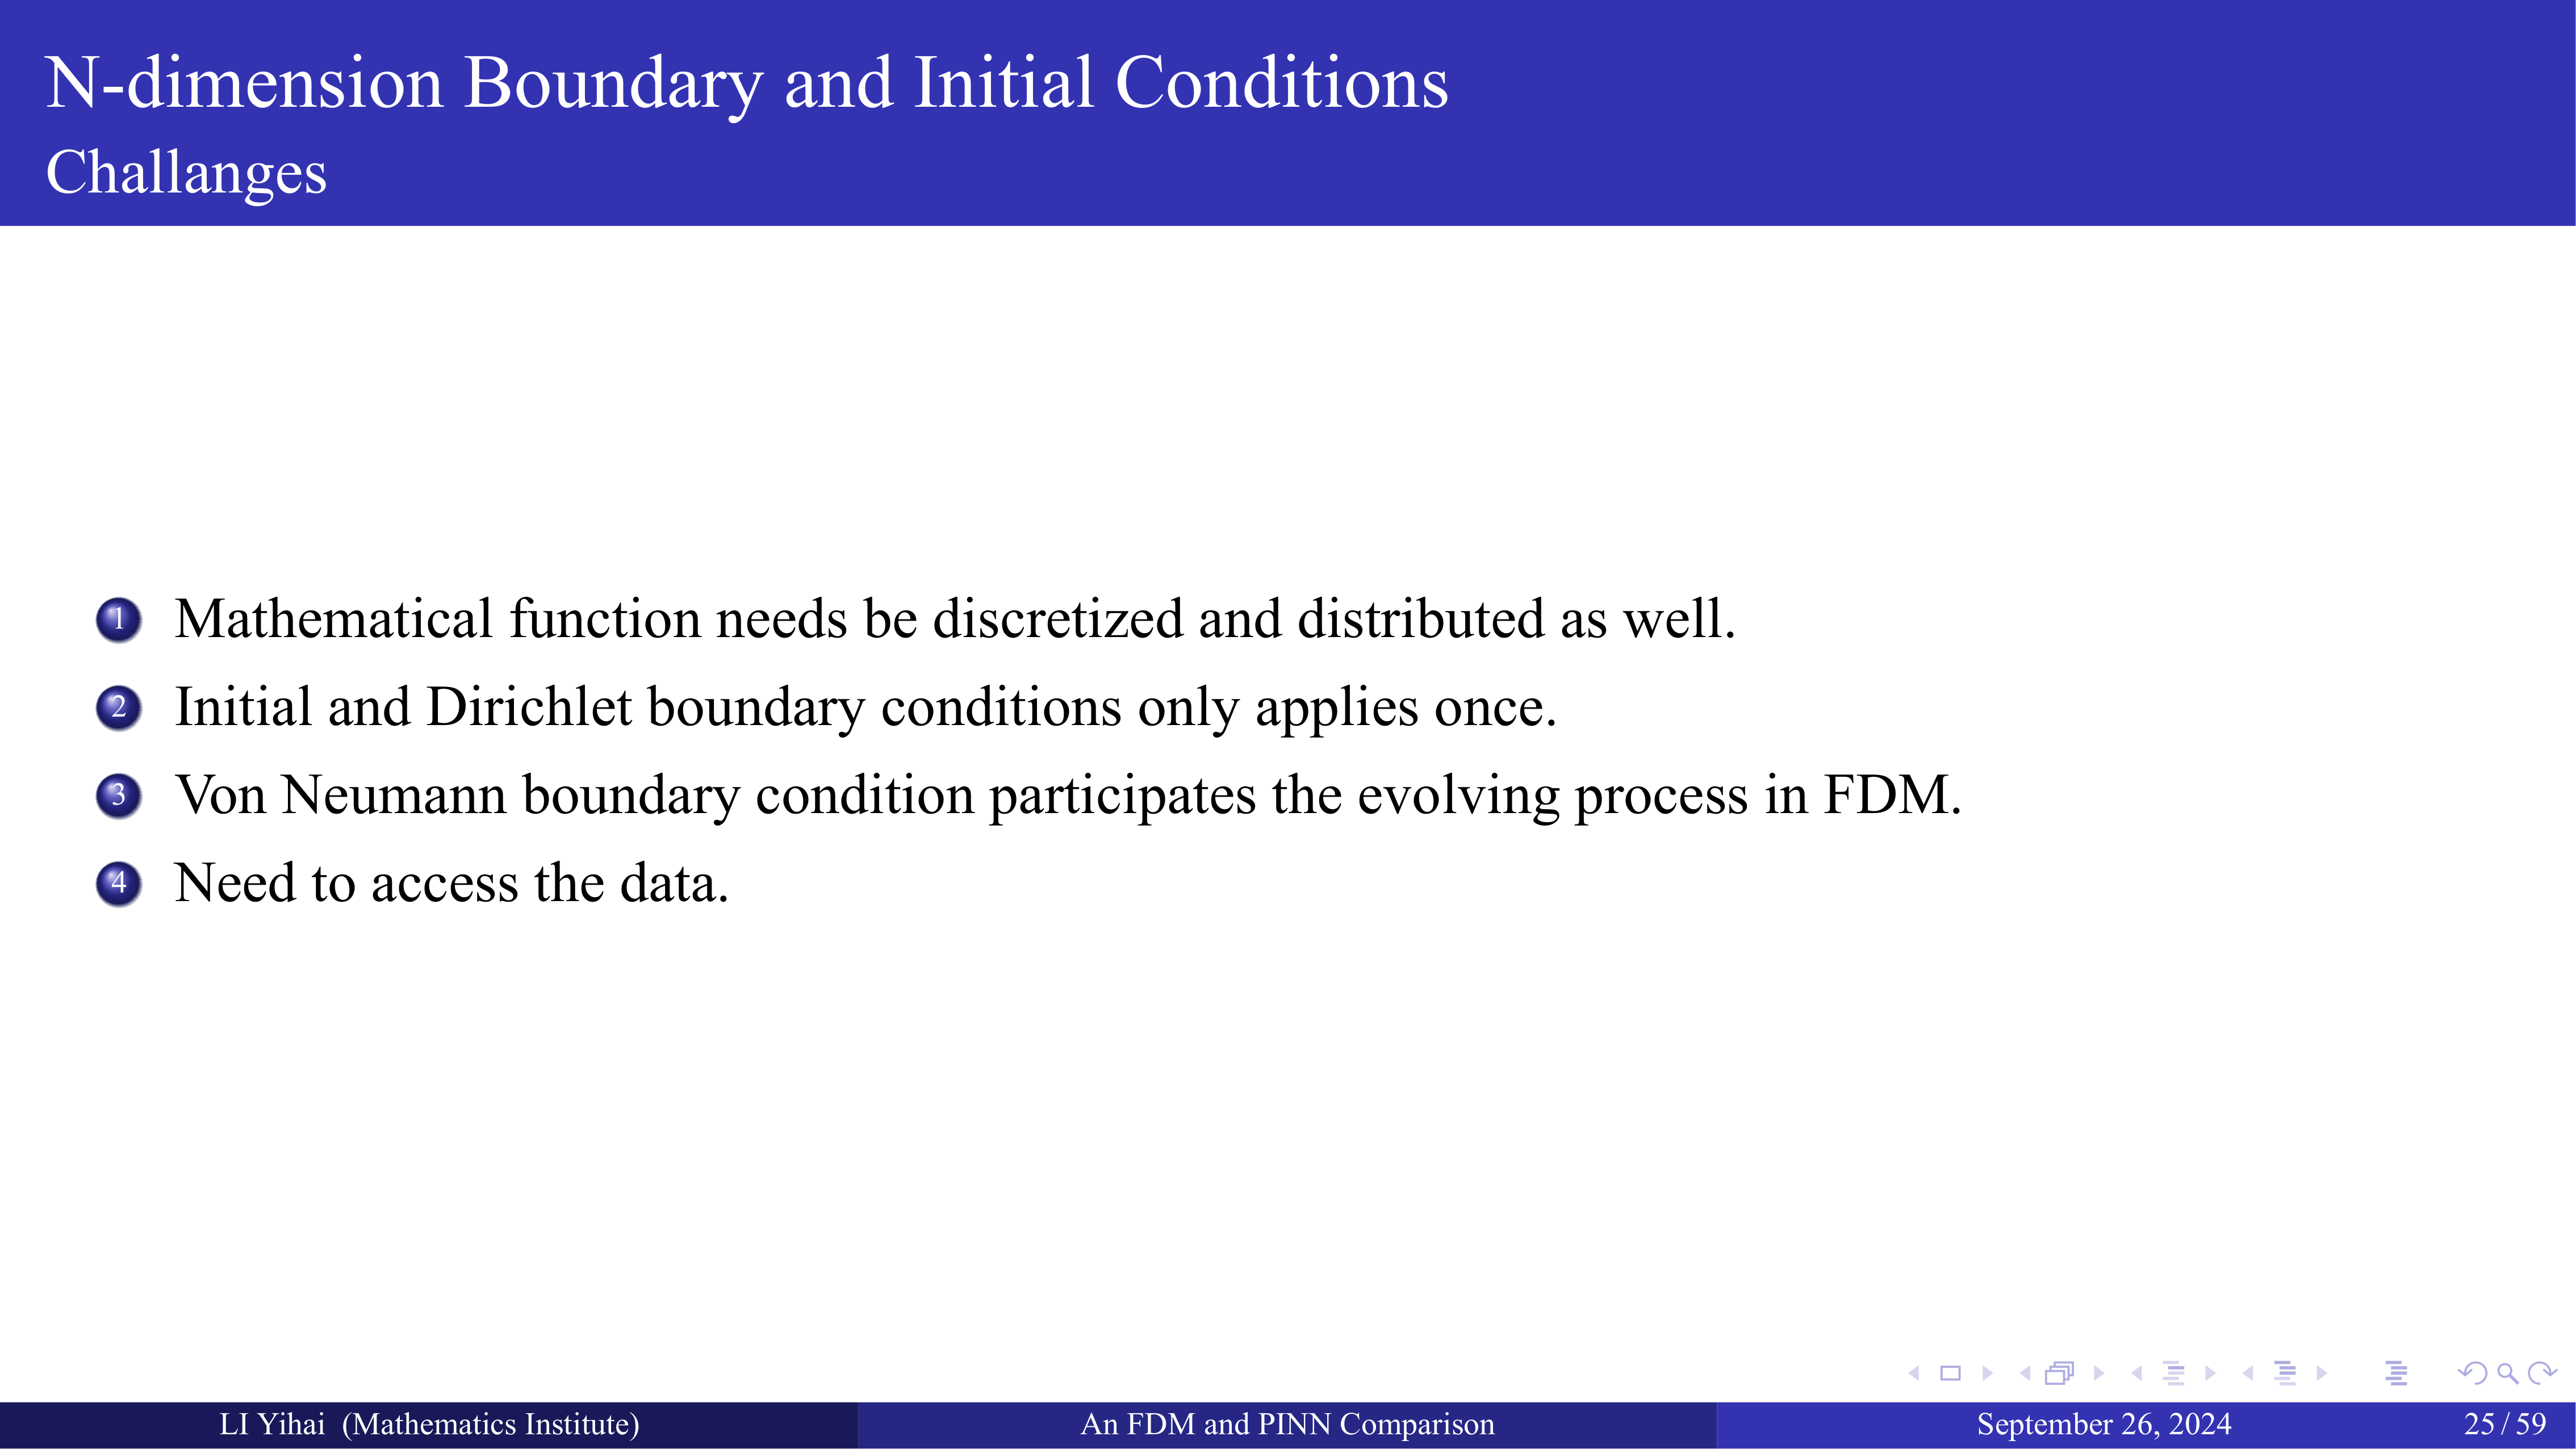 N-dimension Boundary and Initial Conditions
Challanges
1 Mathematical function needs be discretized and distributed as well.
2 Initial and Dirichlet boundary conditions only applies once.
3 Von Neumann boundary condition participates the evolving process in FDM.
4 Need to access the data.
LI Yihai (Mathematics Institute) An FDM and PINN Comparison September 26, 2024 25 / 59